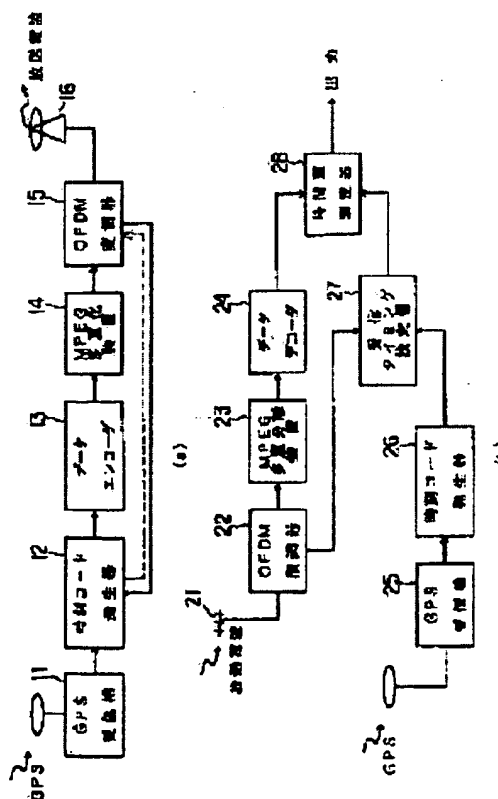 GPS
11
GPS
受信機
12
時刻コード
発生器
13
データ
エンコーダ
14
MPEG
多重化
装置
15
OFDM
変調器
16
放送電波
(a)
放送電波
21
22
OFDM
復調器
23
MPEG
多重分離
装置
24
データ
デコーダ
GPS
25
GPS
受信機
26
時刻コード
発生器
27
受信
タイミング
28
時間差
測定器
出力